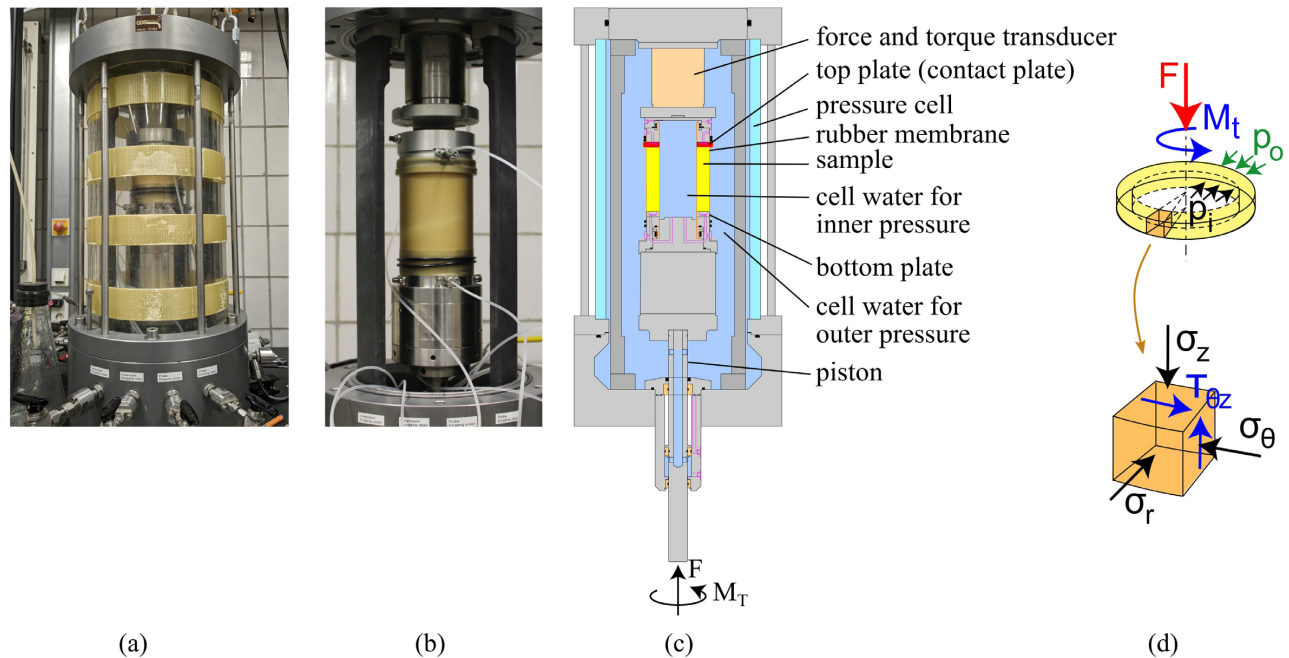 GDS
force and torque transducer
top plate (contact plate)
pressure cell
rubber membrane
sample
cell water for
inner pressure
bottom plate
cell water for
outer pressure
piston
F
M_T
F
M_t
p_o
p_i
σ_z
τ_θz
σ_θ
σ_r
(a)
(b)
(c)
(d)